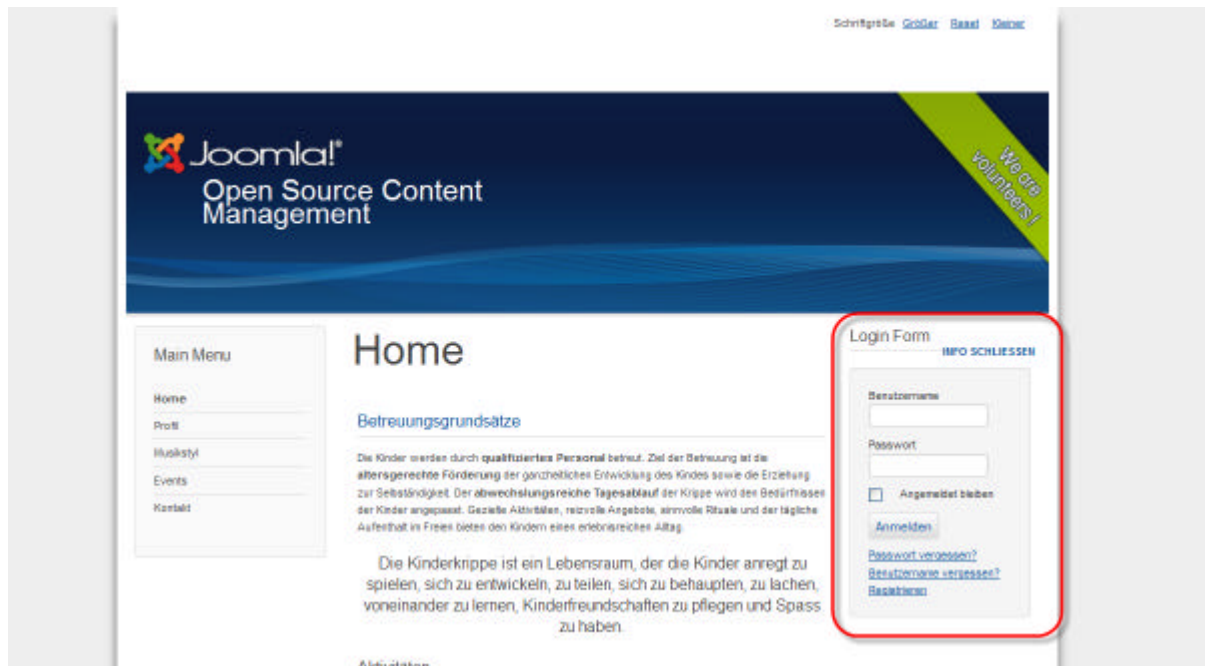 Schriftgröße Größer Reset Kleiner
Joomla!®
Open Source Content
Management
We are
volunteers!
Main Menu
Home
Profil
Musikstyl
Events
Kontakt
Home
Betreuungsgrundsätze
Die Kinder werden durch qualifiziertes Personal betreut. Ziel der Betreuung ist die
altersgerechte Förderung der ganzheitlichen Entwicklung des Kindes sowie die Erziehung
zur Selbständigkeit. Der abwechslungsreiche Tagesablauf der Krippe wird den Bedürfnissen
der Kinder angepasst. Gezielte Aktivitäten, reizvolle Angebote, sinnvolle Rituale und der tägliche
Aufenthalt im Freien bieten den Kindern einen erlebnisreichen Alltag.
Die Kinderkrippe ist ein Lebensraum, der die Kinder anregt zu
spielen, sich zu entwickeln, zu teilen, sich zu behaupten, zu lachen,
voneinander zu lernen, Kinderfreundschaften zu pflegen und Spass
zu haben.
Aktivitäten
Login Form
INFO SCHLIESSEN
Benutzername
Passwort
Angemeldet bleiben
Anmelden
Passwort vergessen?
Benutzername vergessen?
Registrieren